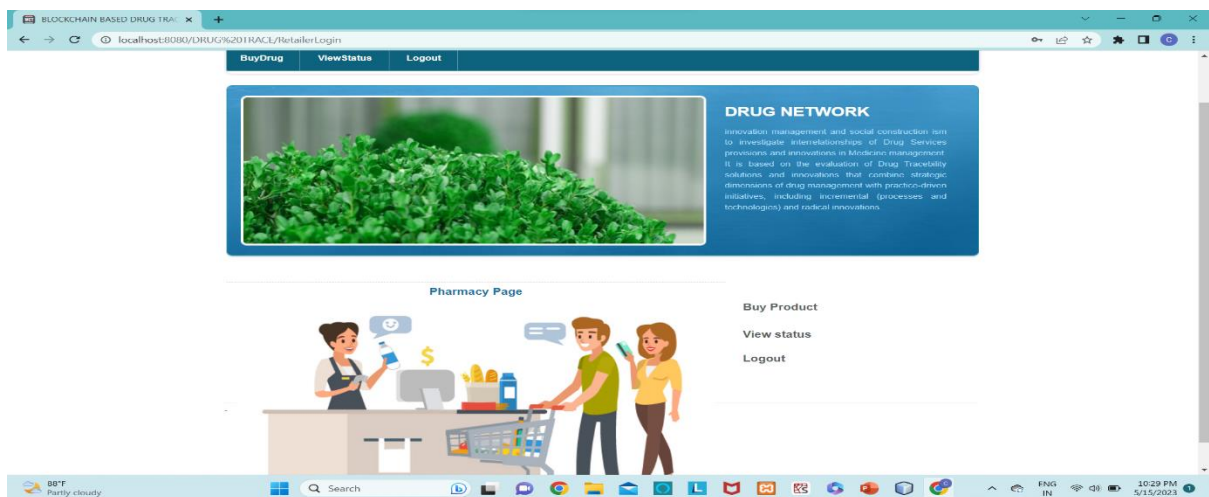 BLOCKCHAIN BASED DRUG TRAC
localhost:8080/DRUG%20TRACE/RetailerLogin
BuyDrug ViewStatus Logout
DRUG NETWORK
innovation management and social construction ism
to investigate interrelationships of Drug Services
provisions and innovations in Medicine management.
It is based on the evaluation of Drug Tracebility
solutions and innovations that combine strategic
dimensions of drug management with practice-driven
initiatives, including incremental (processes and
technologies) and radical innovations.
Pharmacy Page
Buy Product
View status
Logout
88°F
Partly cloudy
Search
ENG
IN
10:29 PM
5/15/2023